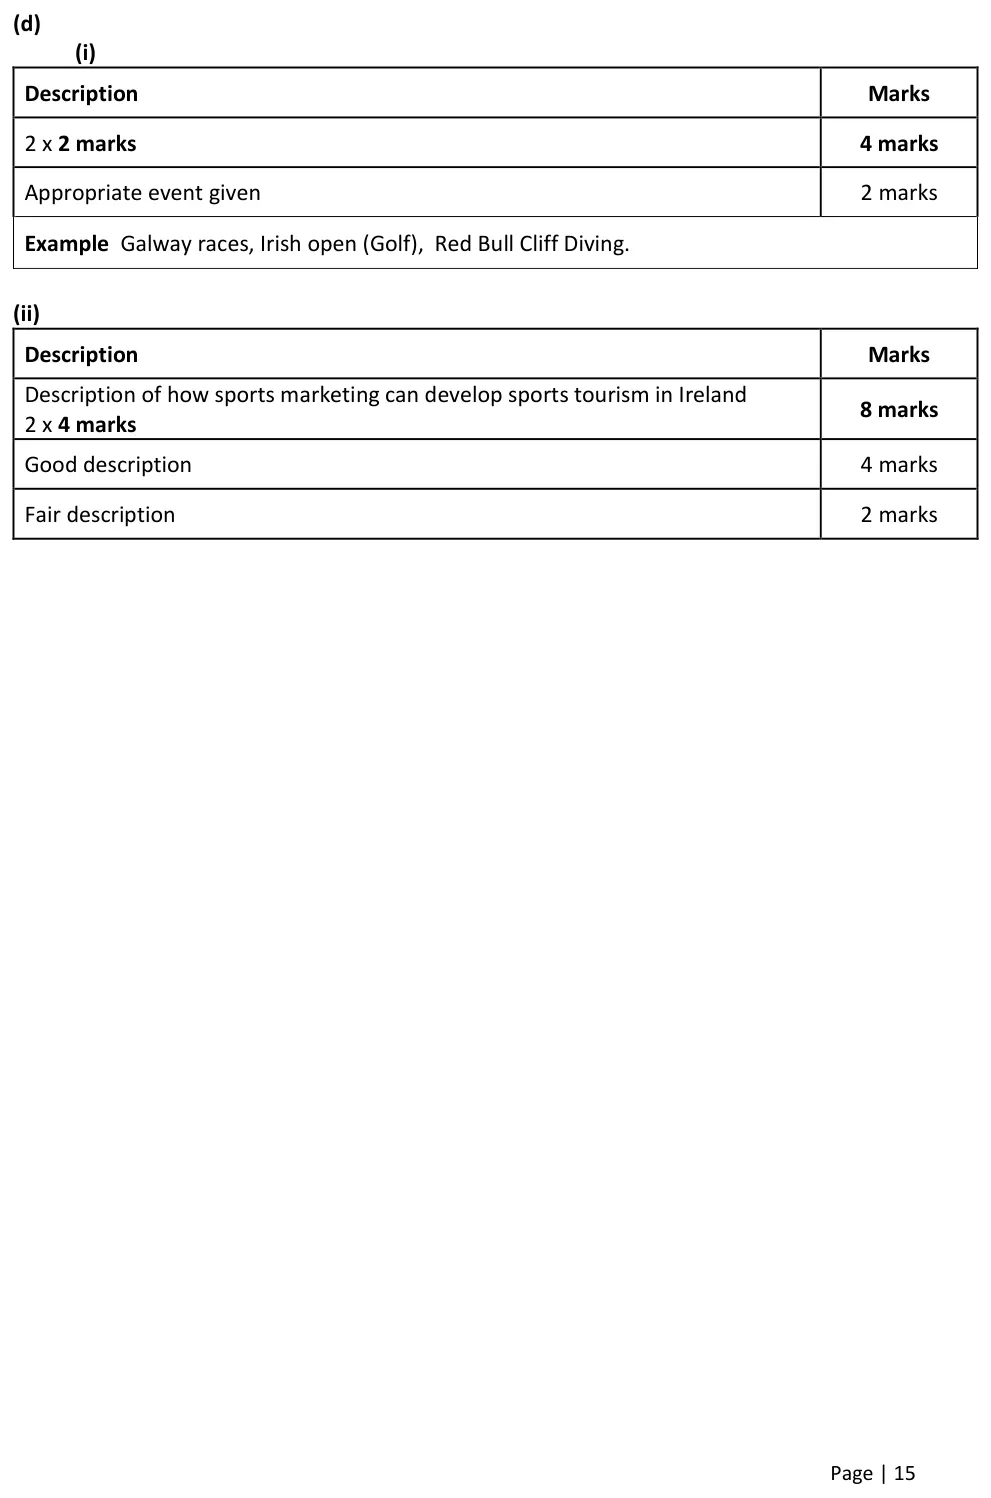 (d)
(i)
Description Marks
2 x 2 marks 4 marks
Appropriate event given 2 marks
Example  Galway races, Irish open (Golf),  Red Bull Cliff Diving.
(ii)
Description Marks
Description of how sports marketing can develop sports tourism in Ireland
2 x 4 marks 8 marks
Good description 4 marks
Fair description 2 marks
Page | 15